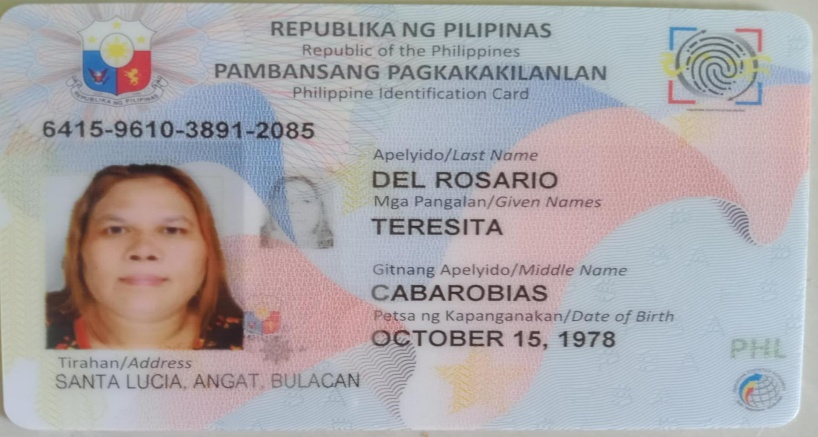 REPUBLIKA NG PILIPINAS
Republic of the Philippines
PAMBANSANG PAGKAKAKILANLAN
Philippine Identification Card
6415-9610-3891-2085
Apelyido/Last Name
DEL ROSARIO
Mga Pangalan/Given Names
TERESITA
Gitnang Apelyido/Middle Name
CABAROBIAS
Petsa ng Kapanganakan/Date of Birth
OCTOBER 15, 1978
PHL
Tirahan/Address
SANTA LUCIA, ANGAT, BULACAN